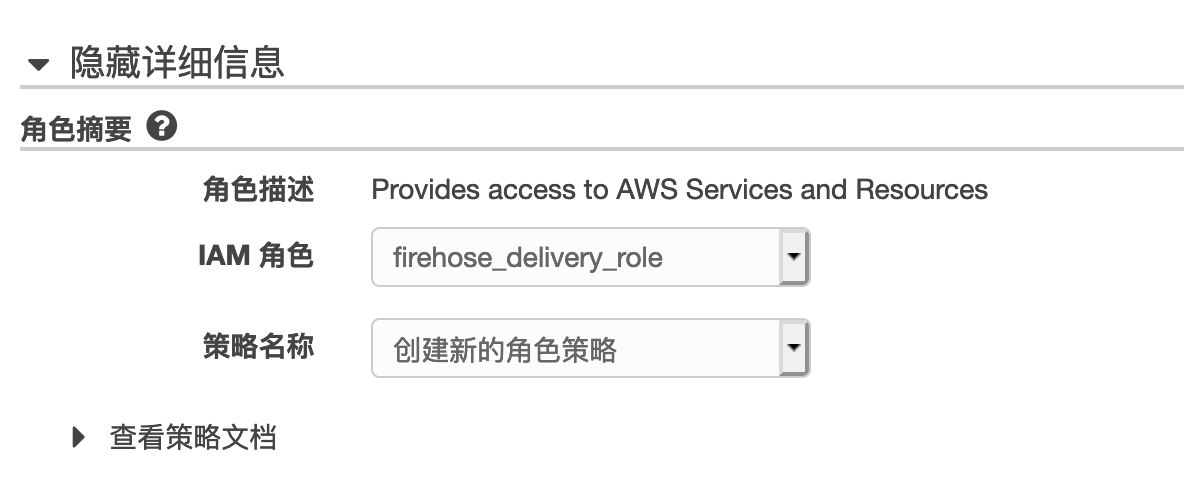 隐藏详细信息
角色摘要 ?
角色描述 Provides access to AWS Services and Resources
IAM 角色 firehose_delivery_role
策略名称 创建新的角色策略
查看策略文档